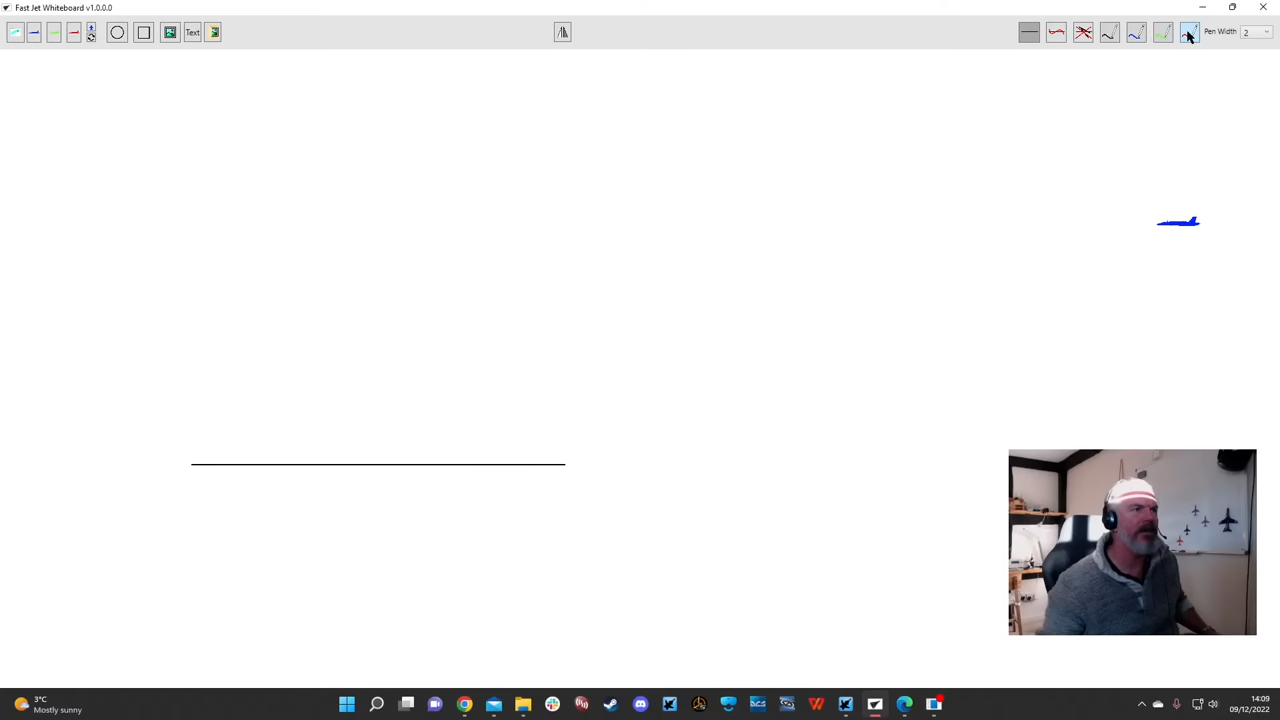 Fast Jet Whiteboard v1.0.0.0
Text
Pen Width 2
3°C
Mostly sunny
14:09
09/12/2022